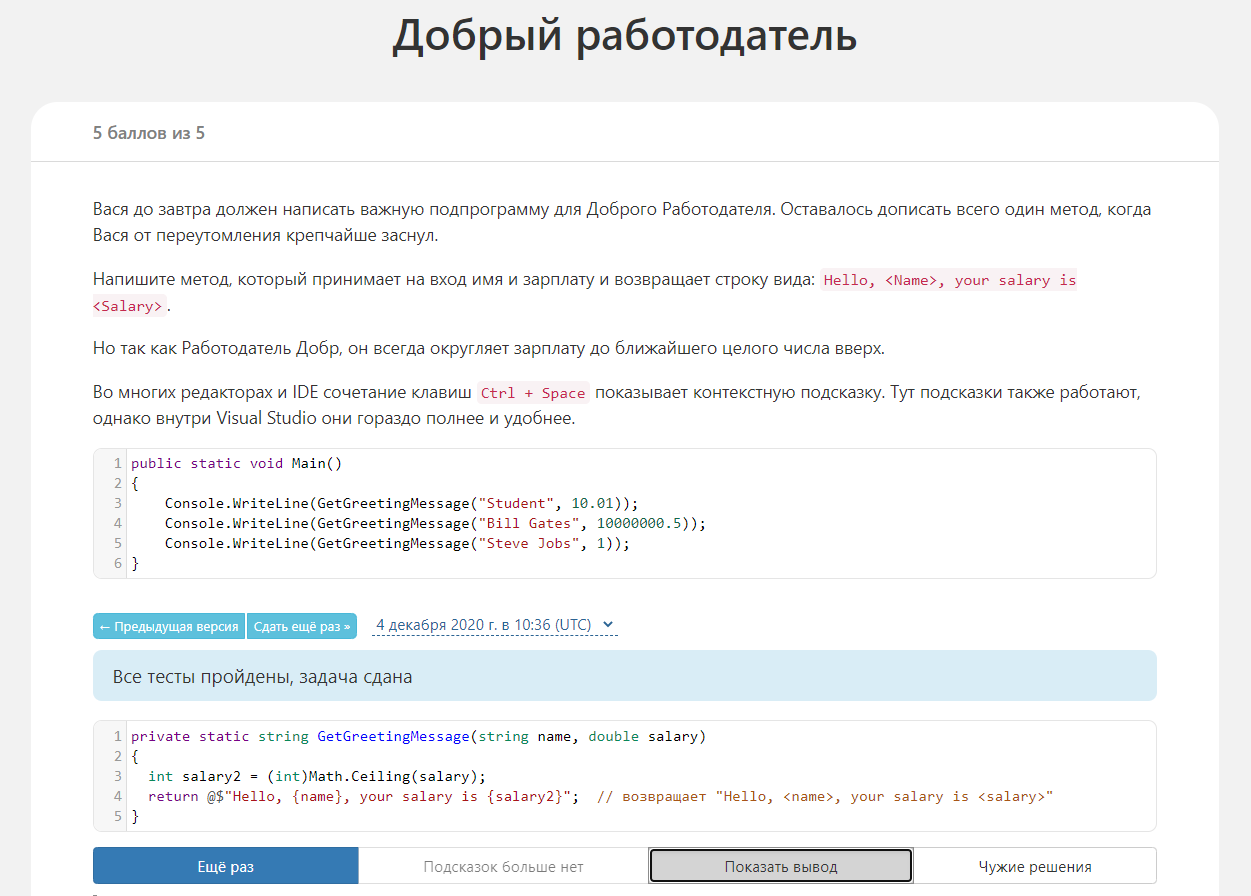 Добрый работодатель
5 баллов из 5
Вася до завтра должен написать важную подпрограмму для Доброго Работодателя. Оставалось дописать всего один метод, когда
Вася от переутомления крепчайше заснул.
Напишите метод, который принимает на вход имя и зарплату и возвращает строку вида: Hello, <Name>, your salary is
<Salary>.
Но так как Работодатель Добр, он всегда округляет зарплату до ближайшего целого числа вверх.
Во многих редакторах и IDE сочетание клавиш Ctrl + Space показывает контекстную подсказку. Тут подсказки также работают,
однако внутри Visual Studio они гораздо полнее и удобнее.
1 public static void Main()
2 {
3     Console.WriteLine(GetGreetingMessage("Student", 10.01));
4     Console.WriteLine(GetGreetingMessage("Bill Gates", 10000000.5));
5     Console.WriteLine(GetGreetingMessage("Steve Jobs", 1));
6 }
← Предыдущая версия Сдать ещё раз » 4 декабря 2020 г. в 10:36 (UTC)
Все тесты пройдены, задача сдана
1 private static string GetGreetingMessage(string name, double salary)
2 {
3   int salary2 = (int)Math.Ceiling(salary);
4   return @$"Hello, {name}, your salary is {salary2}";  // возвращает "Hello, <name>, your salary is <salary>"
5 }
Ещё раз Подсказок больше нет Показать вывод Чужие решения